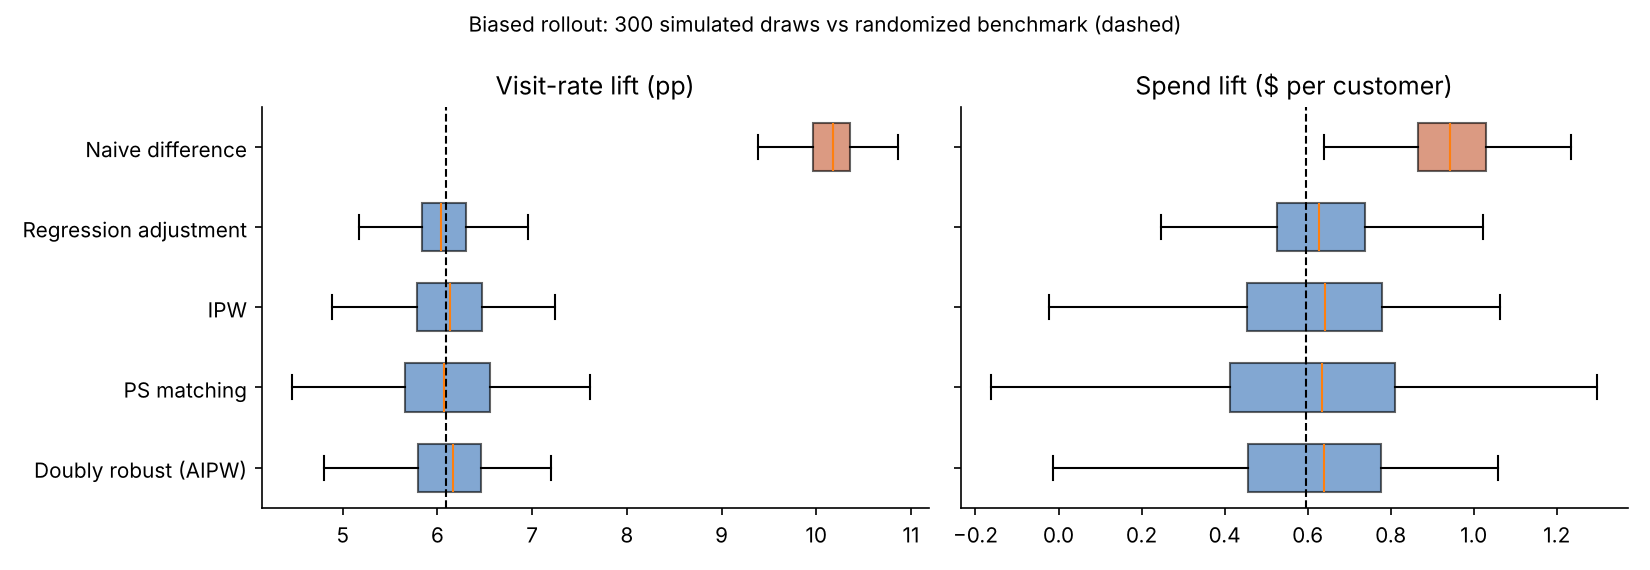 Biased rollout: 300 simulated draws vs randomized benchmark (dashed)
Visit-rate lift (pp)
Spend lift ($ per customer)
Naive difference
Regression adjustment
IPW
PS matching
Doubly robust (AIPW)
5 6 7 8 9 10 11
−0.2 0.0 0.2 0.4 0.6 0.8 1.0 1.2